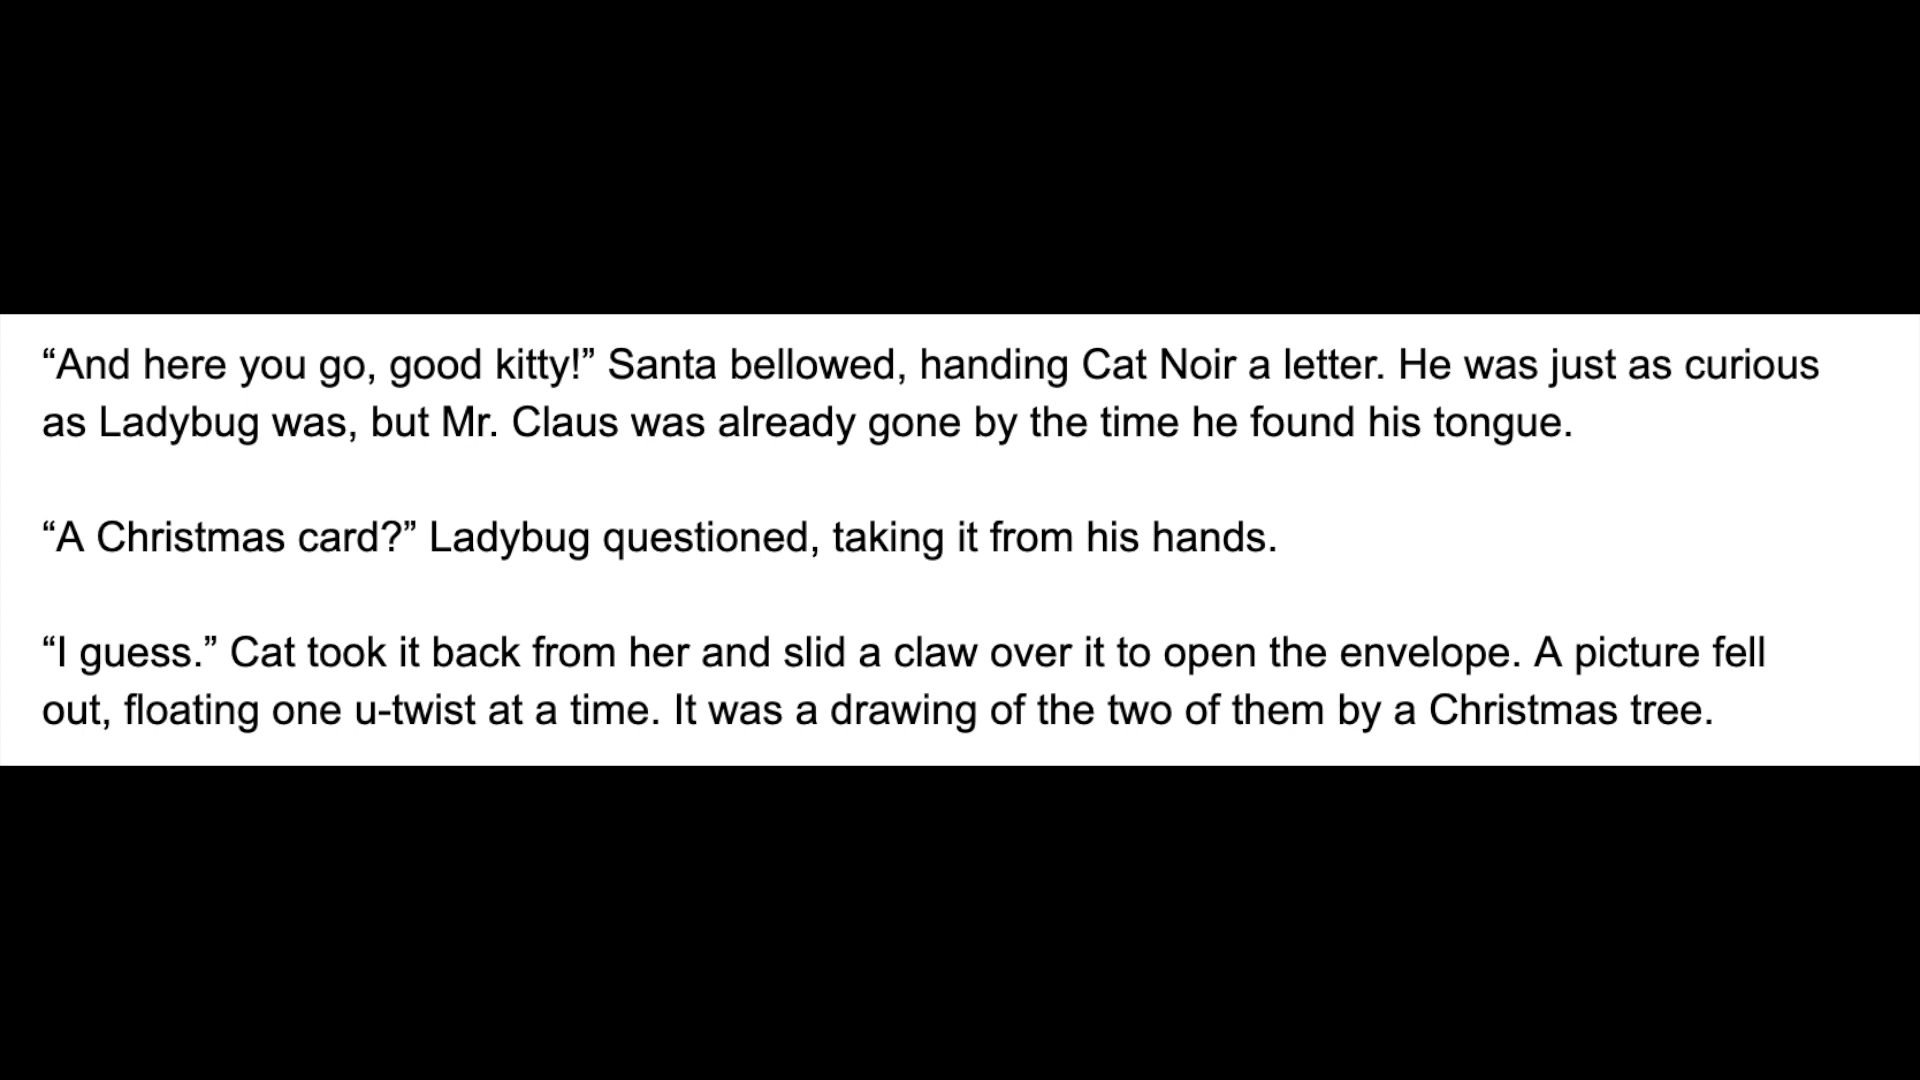 “And here you go, good kitty!” Santa bellowed, handing Cat Noir a letter. He was just as curious
as Ladybug was, but Mr. Claus was already gone by the time he found his tongue.
“A Christmas card?” Ladybug questioned, taking it from his hands.
“I guess.” Cat took it back from her and slid a claw over it to open the envelope. A picture fell
out, floating one u-twist at a time. It was a drawing of the two of them by a Christmas tree.